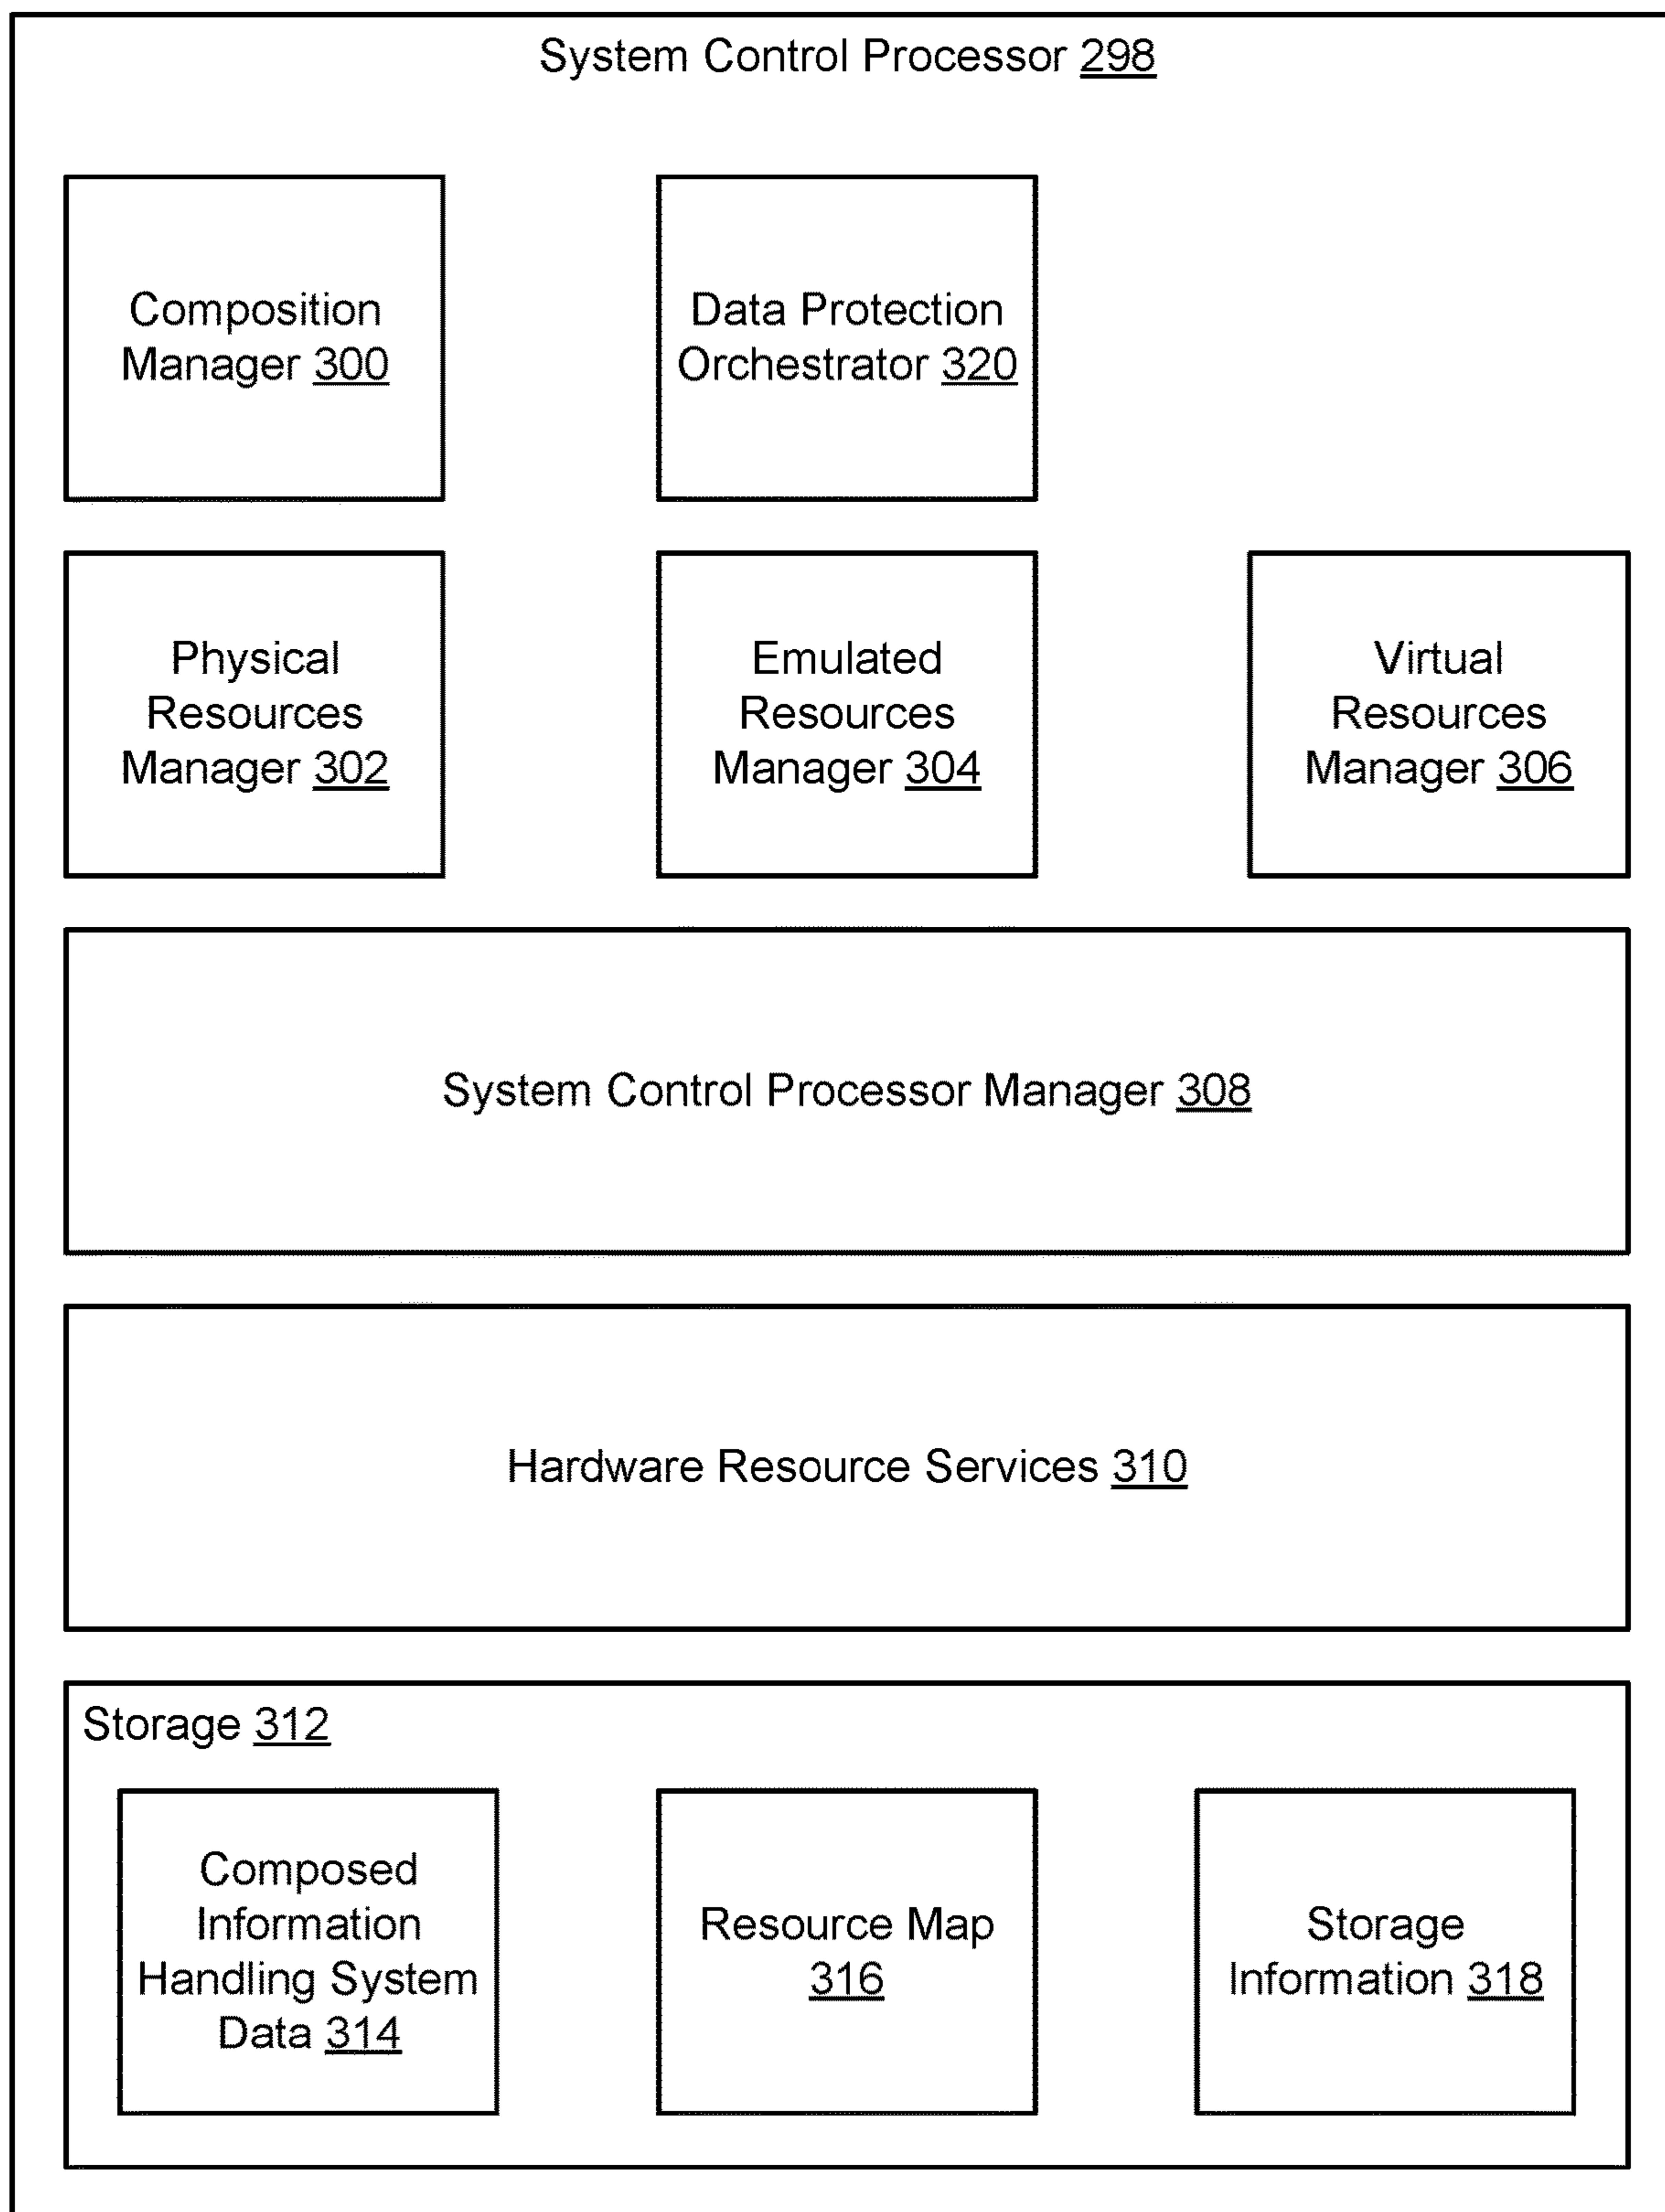 System Control Processor 298
Composition
Manager 300
Data Protection
Orchestrator 320
Physical
Resources
Manager 302
Emulated
Resources
Manager 304
Virtual
Resources
Manager 306
System Control Processor Manager 308
Hardware Resource Services 310
Storage 312
Composed
Information
Handling System
Data 314
Resource Map
316
Storage
Information 318